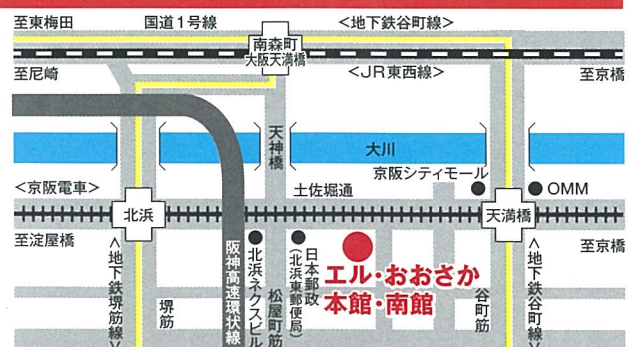 至東梅田
国道1号線
<地下鉄谷町線>
南森町
大阪天満橋
至尼崎
<JR東西線>
至京橋
天神橋
大川
京阪シティモール
<京阪電車>
土佐堀通
OMM
北浜
天満橋
至淀屋橋
至京橋
<地下鉄堺筋線>
堺筋
阪神高速環状線
北浜ネクスビル
松屋町筋
日本郵政
(北浜東郵便局)
エル・おおさか
本館・南館
谷町筋
<地下鉄谷町線>